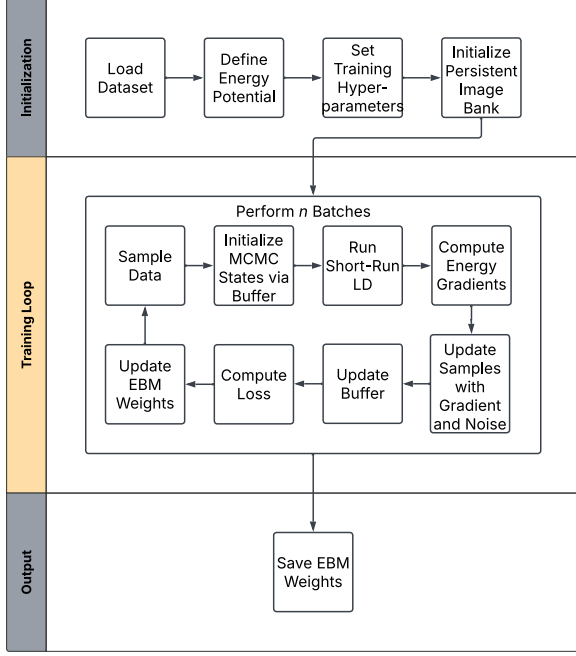 Initialization
Load
Dataset
Define
Energy
Potential
Set
Training
Hyper-
parameters
Initialize
Persistent
Image
Bank
Training Loop
Perform n Batches
Sample
Data
Initialize
MCMC
States via
Buffer
Run
Short-Run
LD
Compute
Energy
Gradients
Update
Samples
with
Gradient
and Noise
Update
Buffer
Compute
Loss
Update
EBM
Weights
Output
Save EBM
Weights